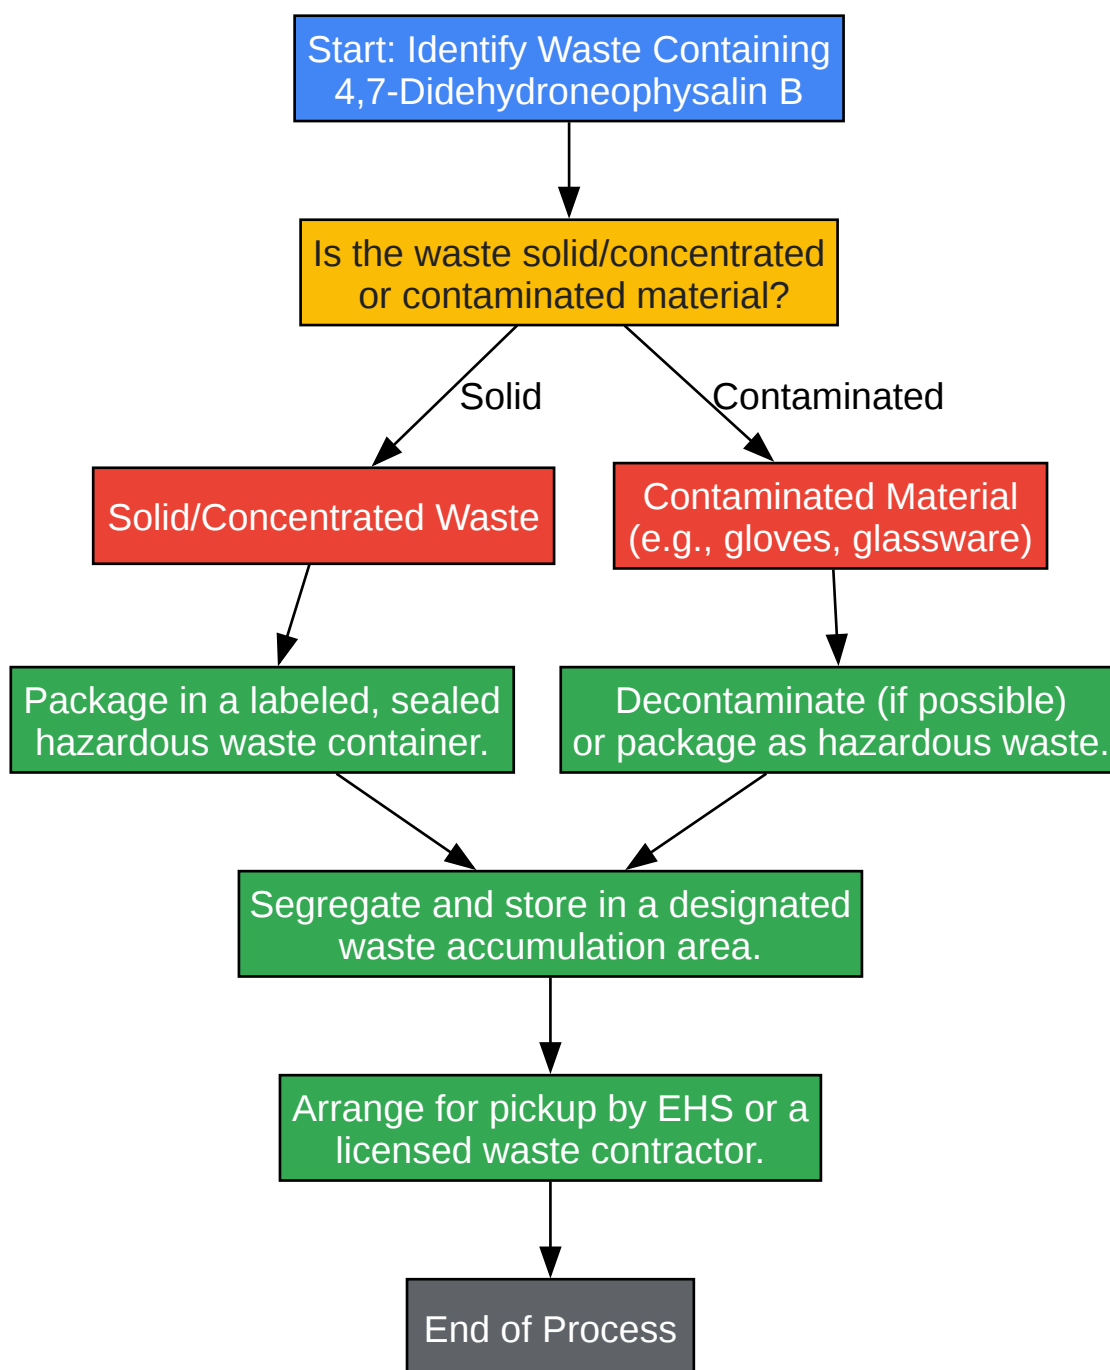 Start: Identify Waste Containing
4,7-Didehydroneophysalin B
Is the waste solid/concentrated
or contaminated material?
Solid
Contaminated
Solid/Concentrated Waste
Contaminated Material
(e.g., gloves, glassware)
Package in a labeled, sealed
hazardous waste container.
Decontaminate (if possible)
or package as hazardous waste.
Segregate and store in a designated
waste accumulation area.
Arrange for pickup by EHS or a
licensed waste contractor.
End of Process